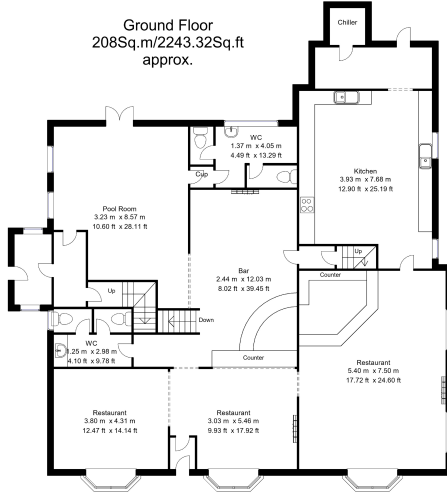 Ground Floor
208Sq.m/2243.32Sq.ft
approx.
Chiller
WC
1.37 m x 4.05 m
4.49 ft x 13.29 ft
Cup
Kitchen
3.93 m x 7.68 m
12.90 ft x 25.19 ft
Pool Room
3.23 m x 8.57 m
10.60 ft x 28.11 ft
Bar
2.44 m x 12.03 m
8.02 ft x 39.45 ft
Up
Counter
Up
Down
WC
1.25 m x 2.98 m
4.10 ft x 9.78 ft
Counter
Restaurant
5.40 m x 7.50 m
17.72 ft x 24.60 ft
Restaurant
3.80 m x 4.31 m
12.47 ft x 14.14 ft
Restaurant
3.03 m x 5.46 m
9.93 ft x 17.92 ft